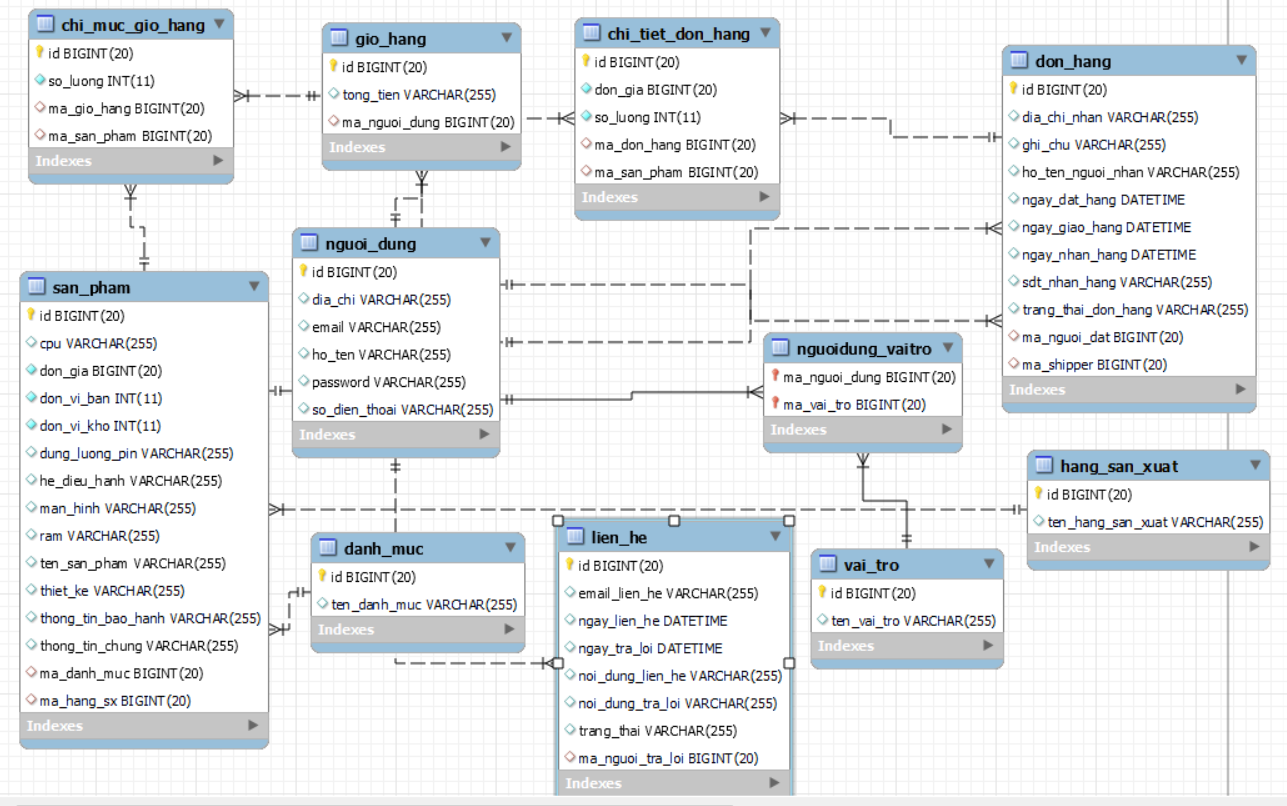 chi_muc_gio_hang
id BIGINT(20)
so_luong INT(11)
ma_gio_hang BIGINT(20)
ma_san_pham BIGINT(20)
Indexes
gio_hang
id BIGINT(20)
tong_tien VARCHAR(255)
ma_nguoi_dung BIGINT(20)
Indexes
chi_tiet_don_hang
id BIGINT(20)
don_gia BIGINT(20)
so_luong INT(11)
ma_don_hang BIGINT(20)
ma_san_pham BIGINT(20)
Indexes
don_hang
id BIGINT(20)
dia_chi_nhan VARCHAR(255)
ghi_chu VARCHAR(255)
ho_ten_nguoi_nhan VARCHAR(255)
ngay_dat_hang DATETIME
ngay_giao_hang DATETIME
ngay_nhan_hang DATETIME
sdt_nhan_hang VARCHAR(255)
trang_thai_don_hang VARCHAR(255)
ma_nguoi_dat BIGINT(20)
ma_shipper BIGINT(20)
Indexes
nguoi_dung
id BIGINT(20)
dia_chi VARCHAR(255)
email VARCHAR(255)
ho_ten VARCHAR(255)
password VARCHAR(255)
so_dien_thoai VARCHAR(255)
Indexes
san_pham
id BIGINT(20)
cpu VARCHAR(255)
don_gia BIGINT(20)
don_vi_ban INT(11)
don_vi_kho INT(11)
dung_luong_pin VARCHAR(255)
he_dieu_hanh VARCHAR(255)
man_hinh VARCHAR(255)
ram VARCHAR(255)
ten_san_pham VARCHAR(255)
thiet_ke VARCHAR(255)
thong_tin_bao_hanh VARCHAR(255)
thong_tin_chung VARCHAR(255)
ma_danh_muc BIGINT(20)
ma_hang_sx BIGINT(20)
Indexes
nguoidung_vaitro
ma_nguoi_dung BIGINT(20)
ma_vai_tro BIGINT(20)
Indexes
hang_san_xuat
id BIGINT(20)
ten_hang_san_xuat VARCHAR(255)
Indexes
danh_muc
id BIGINT(20)
ten_danh_muc VARCHAR(255)
Indexes
lien_he
id BIGINT(20)
email_lien_he VARCHAR(255)
ngay_lien_he DATETIME
ngay_tra_loi DATETIME
noi_dung_lien_he VARCHAR(255)
noi_dung_tra_loi VARCHAR(255)
trang_thai VARCHAR(255)
ma_nguoi_tra_loi BIGINT(20)
Indexes
vai_tro
id BIGINT(20)
ten_vai_tro VARCHAR(255)
Indexes